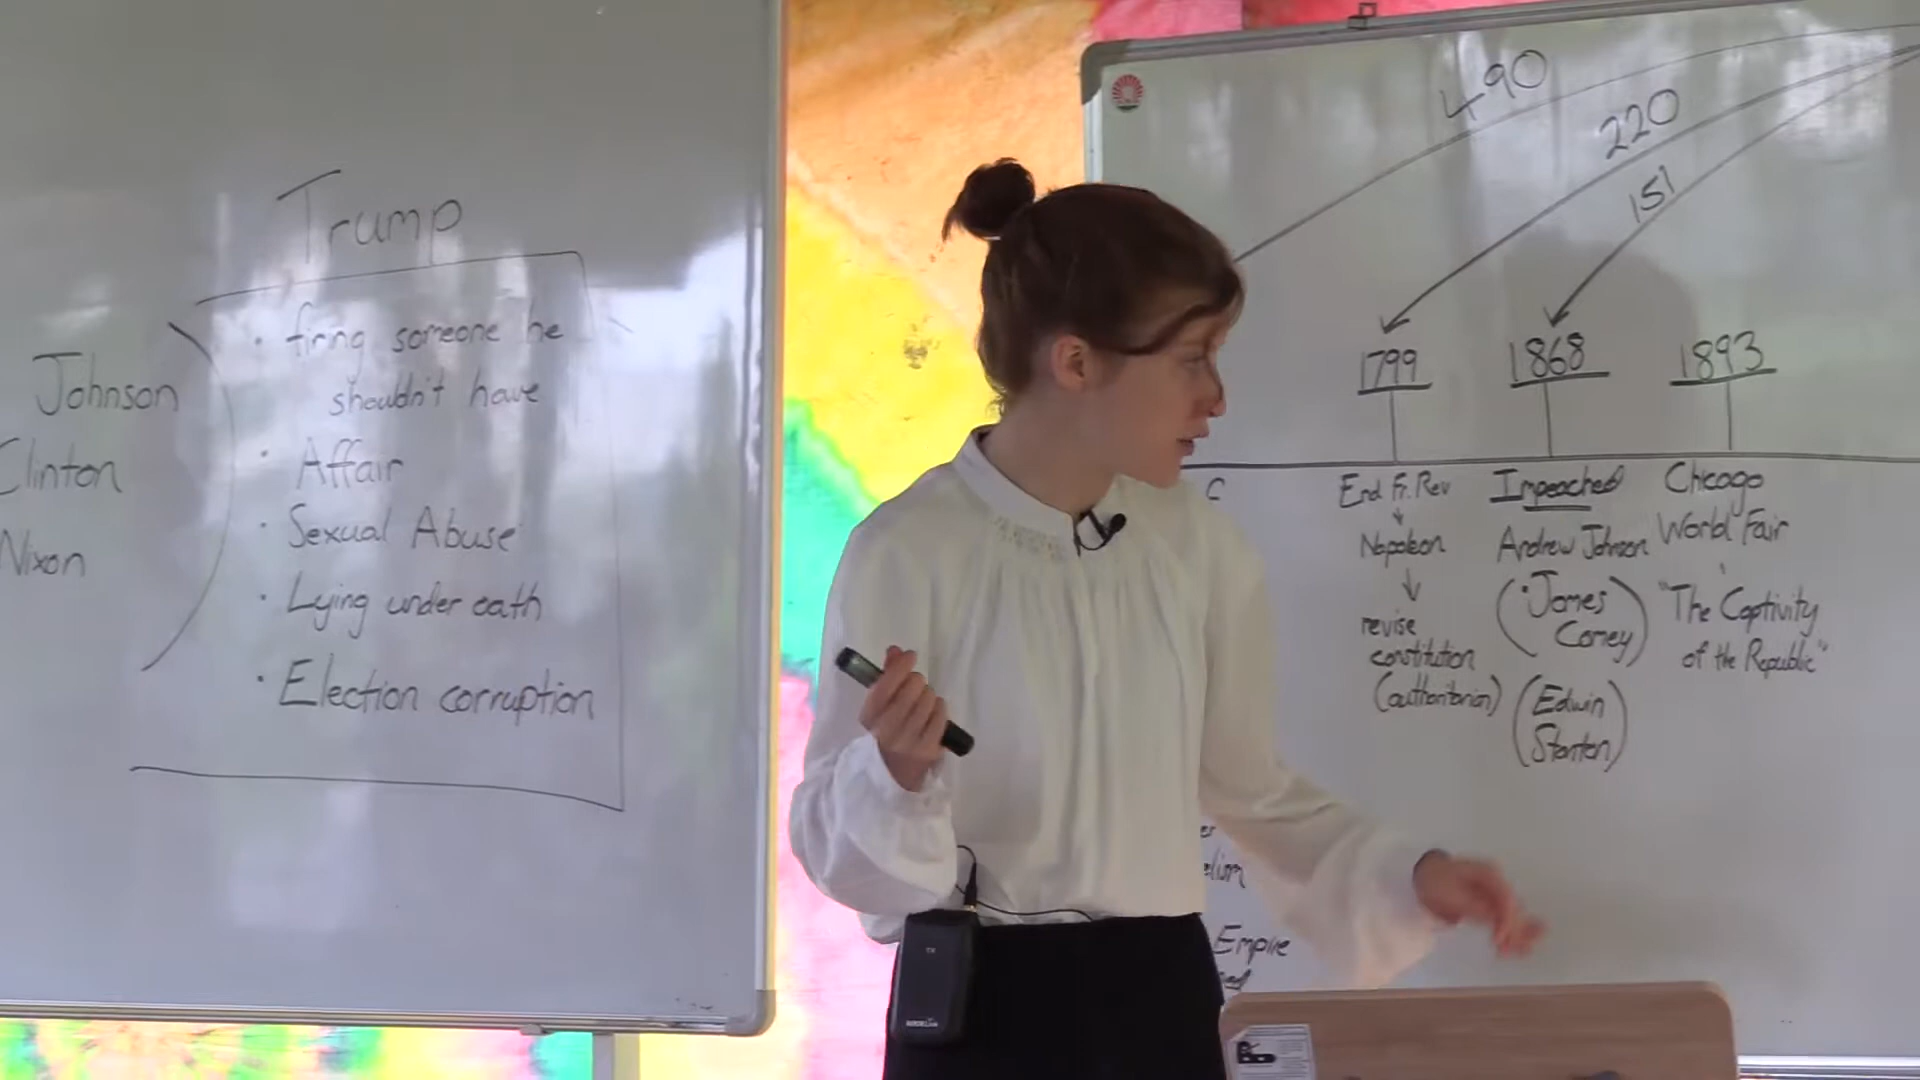 Trump
· firing someone he
shouldn't have
· Affair
· Sexual Abuse
· Lying under oath
· Election corruption
Johnson
Clinton
Nixon
490
220
151
1799
End Fr. Rev
Napoleon
revise
constitution
(authoritarian)
1868
Impeached
Andrew Johnson
(· James
Comey)
(Edwin
Stanton)
1893
Chicago
World Fair
"The Captivity
of the Republic"
Empire